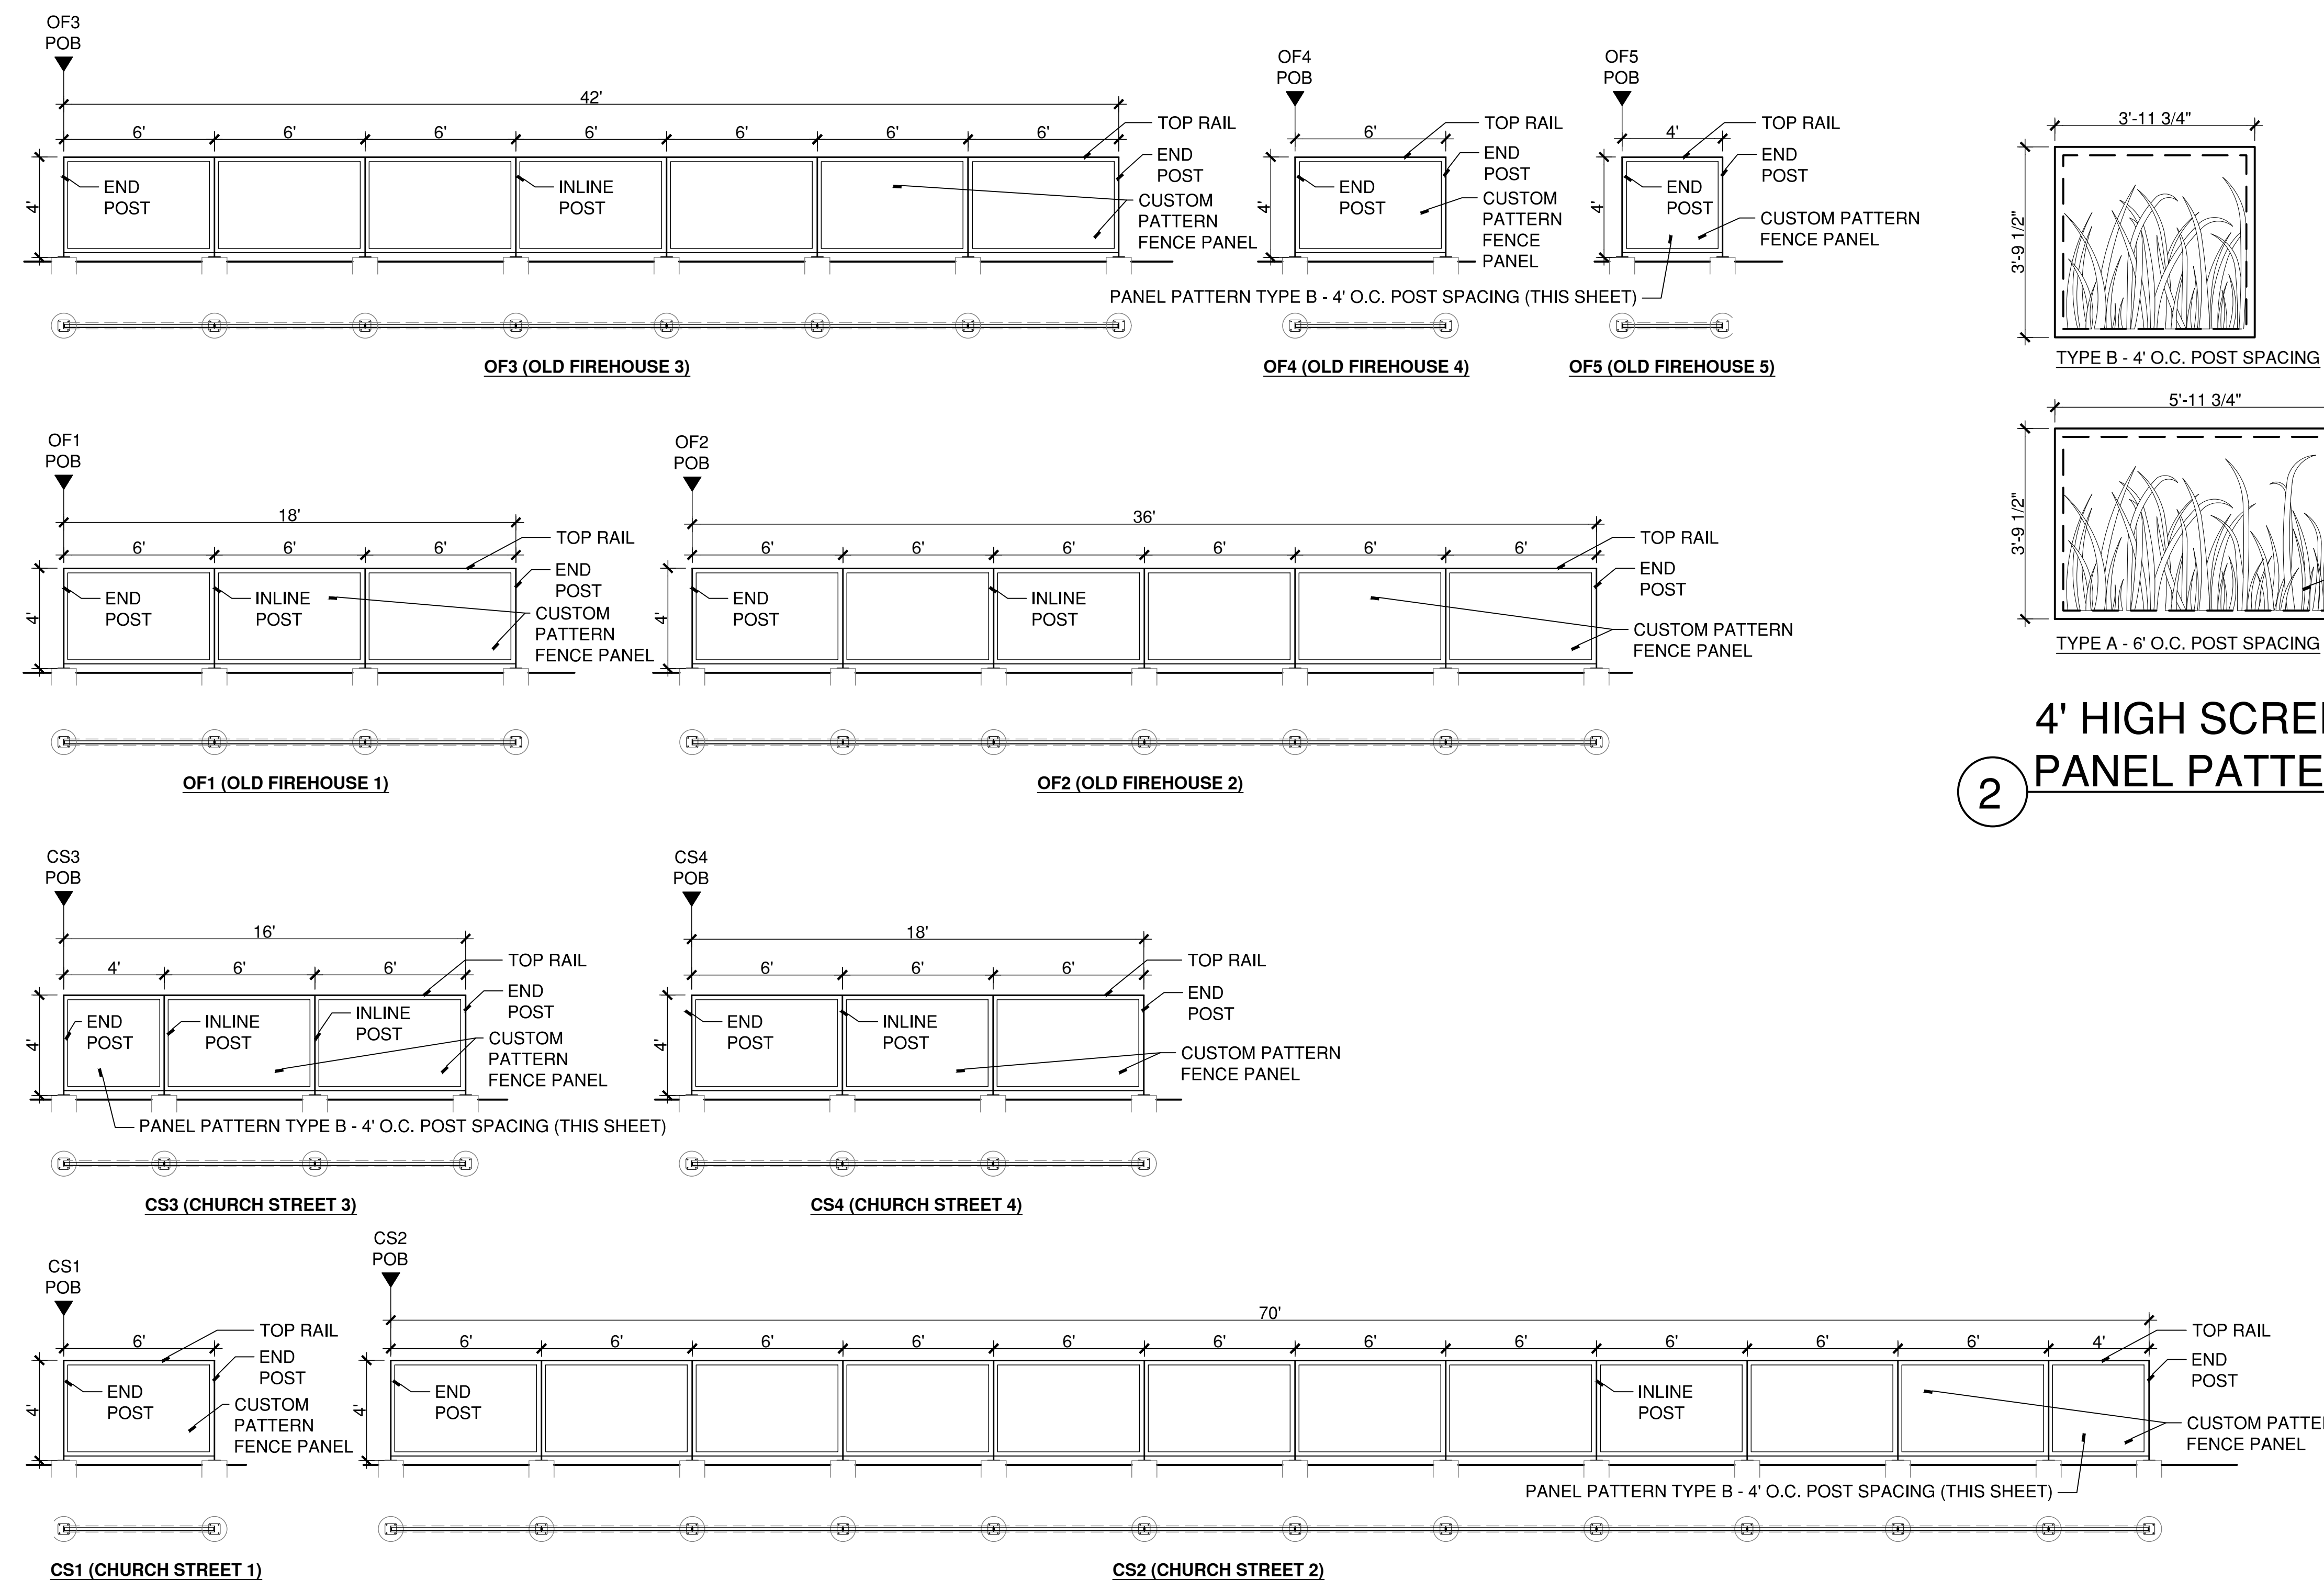 OF3
POB
42'
6'
6'
6'
6'
6'
6'
6'
TOP RAIL
END
POST
CUSTOM
PATTERN
FENCE PANEL
END
POST
INLINE
POST
4'
OF3 (OLD FIREHOUSE 3)
OF4
POB
6'
TOP RAIL
END
POST
CUSTOM
PATTERN
FENCE
PANEL
END
POST
4'
OF4 (OLD FIREHOUSE 4)
OF5
POB
4'
TOP RAIL
END
POST
CUSTOM PATTERN
FENCE PANEL
END
POST
4'
PANEL PATTERN TYPE B - 4' O.C. POST SPACING (THIS SHEET)
OF5 (OLD FIREHOUSE 5)
3'-11 3/4"
3'-9 1/2"
TYPE B - 4' O.C. POST SPACING
5'-11 3/4"
3'-9 1/2"
TYPE A - 6' O.C. POST SPACING
4' HIGH SCREE
2
PANEL PATTE
OF1
POB
18'
6'
6'
6'
TOP RAIL
END
POST
CUSTOM
PATTERN
FENCE PANEL
END
POST
INLINE
POST
4'
OF1 (OLD FIREHOUSE 1)
OF2
POB
36'
6'
6'
6'
6'
6'
6'
TOP RAIL
END
POST
CUSTOM PATTERN
FENCE PANEL
END
POST
INLINE
POST
4'
OF2 (OLD FIREHOUSE 2)
CS3
POB
16'
4'
6'
6'
TOP RAIL
END
POST
CUSTOM
PATTERN
FENCE PANEL
END
POST
INLINE
POST
INLINE
POST
4'
PANEL PATTERN TYPE B - 4' O.C. POST SPACING (THIS SHEET)
CS3 (CHURCH STREET 3)
CS4
POB
18'
6'
6'
6'
TOP RAIL
END
POST
CUSTOM PATTERN
FENCE PANEL
END
POST
INLINE
POST
4'
CS4 (CHURCH STREET 4)
CS1
POB
6'
TOP RAIL
END
POST
CUSTOM
PATTERN
FENCE PANEL
END
POST
4'
CS1 (CHURCH STREET 1)
CS2
POB
70'
6'
6'
6'
6'
6'
6'
6'
6'
6'
6'
6'
4'
TOP RAIL
END
POST
CUSTOM PATTE
FENCE PANEL
END
POST
INLINE
POST
4'
PANEL PATTERN TYPE B - 4' O.C. POST SPACING (THIS SHEET)
CS2 (CHURCH STREET 2)